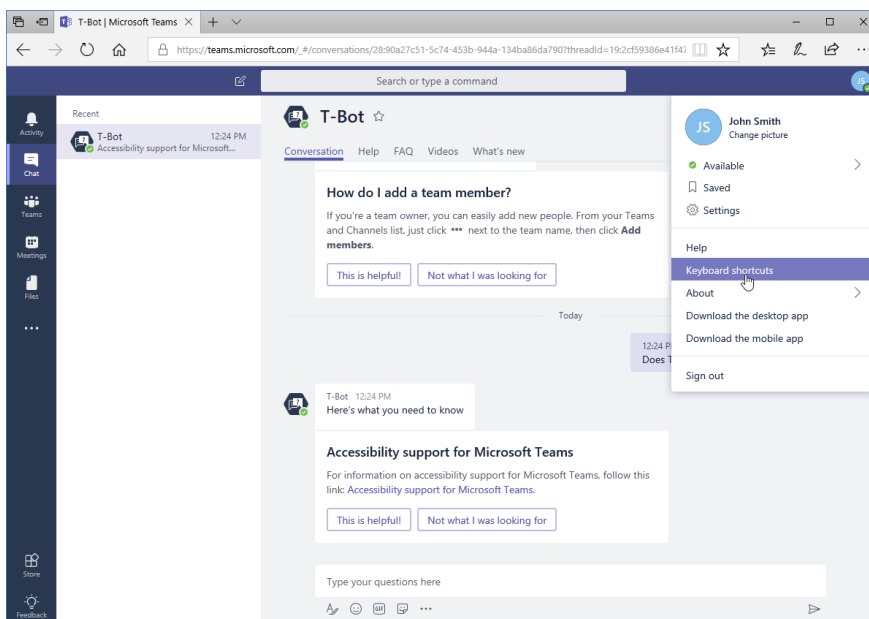 T-Bot | Microsoft Teams
https://teams.microsoft.com/_#/conversations/28:90a27c51-5c74-453b-944a-134ba86da790?threadId=19:2cf59386e41f47
Search or type a command
JS
Activity
Chat
Teams
Meetings
Files
Store
Feedback
Recent
T-Bot 12:24 PM
Accessibility support for Microsoft...
T-Bot
Conversation Help FAQ Videos What's new
How do I add a team member?
If you're a team owner, you can easily add new people. From your Teams
and Channels list, just click ••• next to the team name, then click Add
members.
This is helpful! Not what I was looking for
Today
12:24 P
Does T
T-Bot 12:24 PM
Here's what you need to know
Accessibility support for Microsoft Teams
For information on accessibility support for Microsoft Teams, follow this
link: Accessibility support for Microsoft Teams.
This is helpful! Not what I was looking for
Type your questions here
GIF
JS
John Smith
Change picture
Available
Saved
Settings
Help
Keyboard shortcuts
About
Download the desktop app
Download the mobile app
Sign out